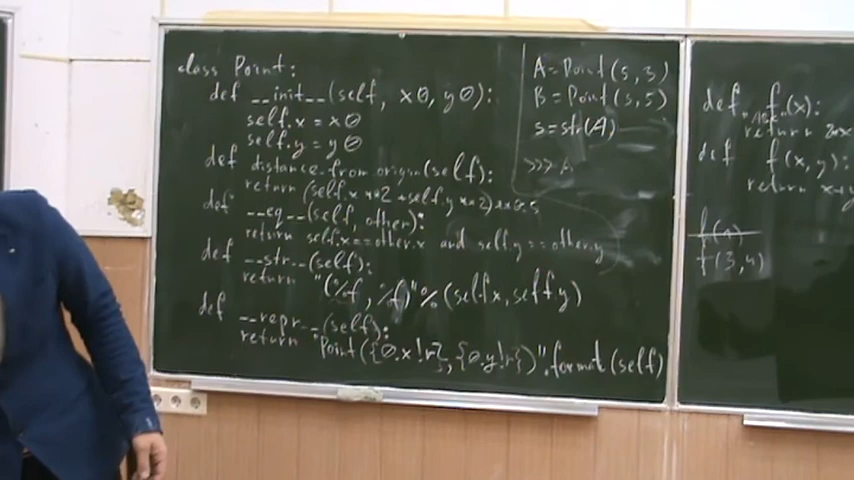 class Point:
def __init__(self, x0, y0):
self.x = x0
self.y = y0
def distance_from_origin(self):
return (self.x**2+self.y**2)**0.5
def __eq__(self, other):
return self.x==other.x and self.y==other.y
def __str__(self):
return "(%f, %f)"%(self.x, self.y)
def __repr__(self):
return "Point({0.x!r}, {0.y!r})".format(self)
A=Point(5,3)
B=Point(3,5)
s=str(A)
>>>
def f(x):
return
def f(x,y):
return x+y
f(3,4)